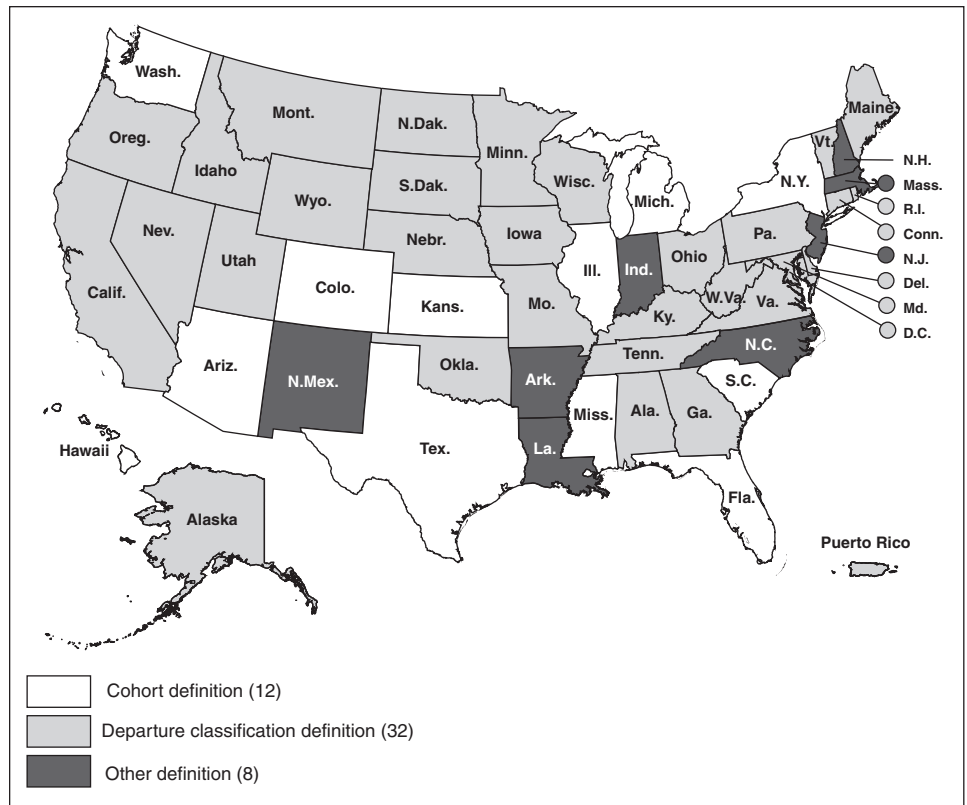 Wash.
Mont.
N.Dak.
Minn.
Maine
Oreg.
Idaho
Vt.
N.H.
Wisc.
Mass.
S.Dak.
N.Y.
Mich.
Wyo.
R.I.
Nev.
Iowa
Conn.
Nebr.
Pa.
Utah
Ohio
N.J.
Ill.
Ind.
Del.
Calif.
Colo.
W.Va.
Va.
Kans.
Mo.
Md.
Ky.
D.C.
N.C.
Tenn.
Ariz.
Okla.
N.Mex.
Ark.
S.C.
Miss.
Ala.
Ga.
Tex.
La.
Hawaii
Fla.
Alaska
Puerto Rico
Cohort definition (12)
Departure classification definition (32)
Other definition (8)